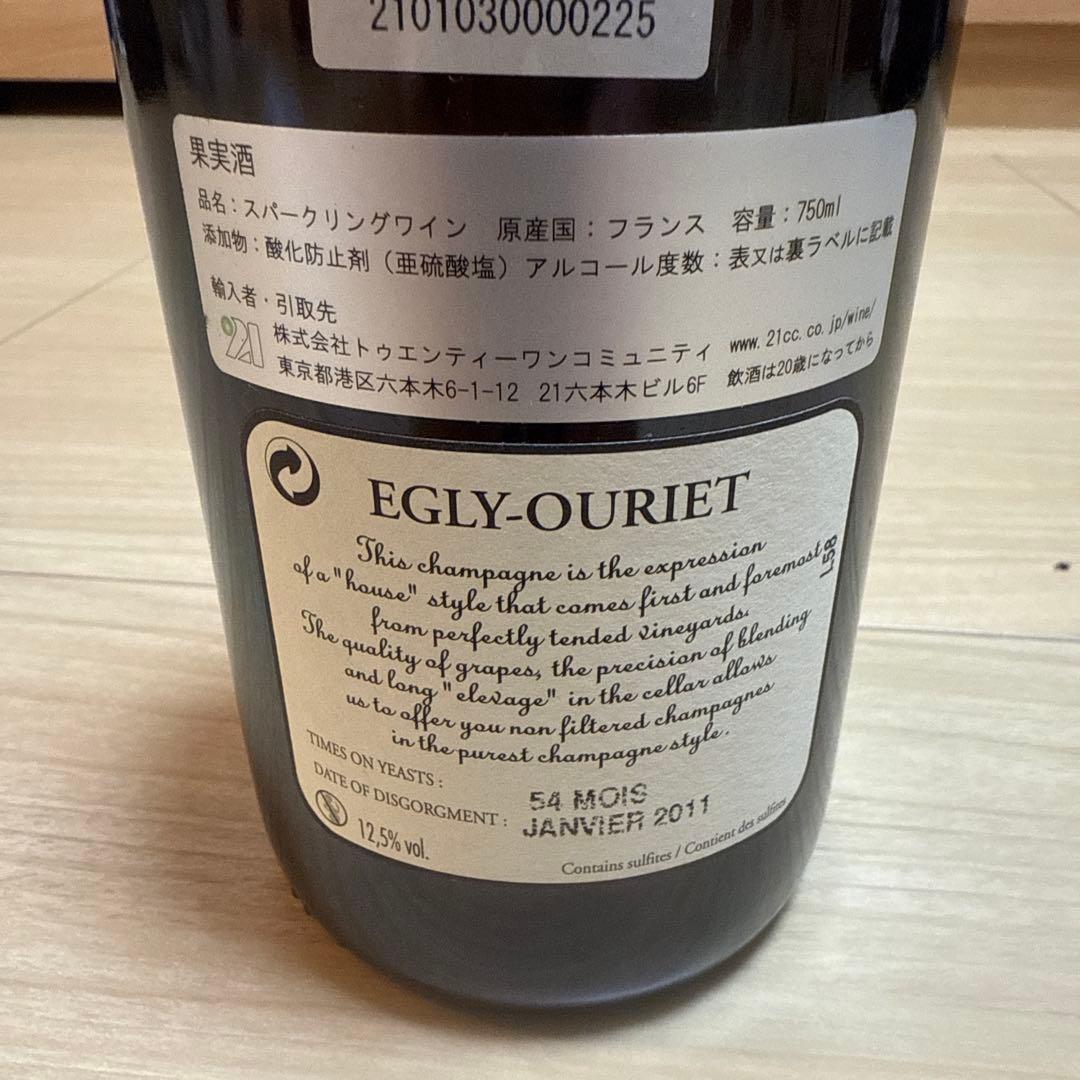 2101030000225
果実酒
品名：スパークリングワイン　原産国：フランス　容量：750ml
添加物：酸化防止剤（亜硫酸塩）アルコール度数：表又は裏ラベルに記載
輸入者・引取先
21 株式会社トゥエンティーワンコミュニティ www.21cc.co.jp/wine/
東京都港区六本木6-1-12 21六本木ビル6F 飲酒は20歳になってから
EGLY-OURIET
This champagne is the expression
of a "house" style that comes first and foremost
from perfectly tended vineyards.
The quality of grapes, the precision of blending
and long "elevage" in the cellar allows
us to offer you non filtered champagnes
in the purest champagne style.
L58
TIMES ON YEASTS : 54 MOIS
DATE OF DISGORGMENT : JANVIER 2011
12,5% vol.
Contains sulfites / Contient des sulfites